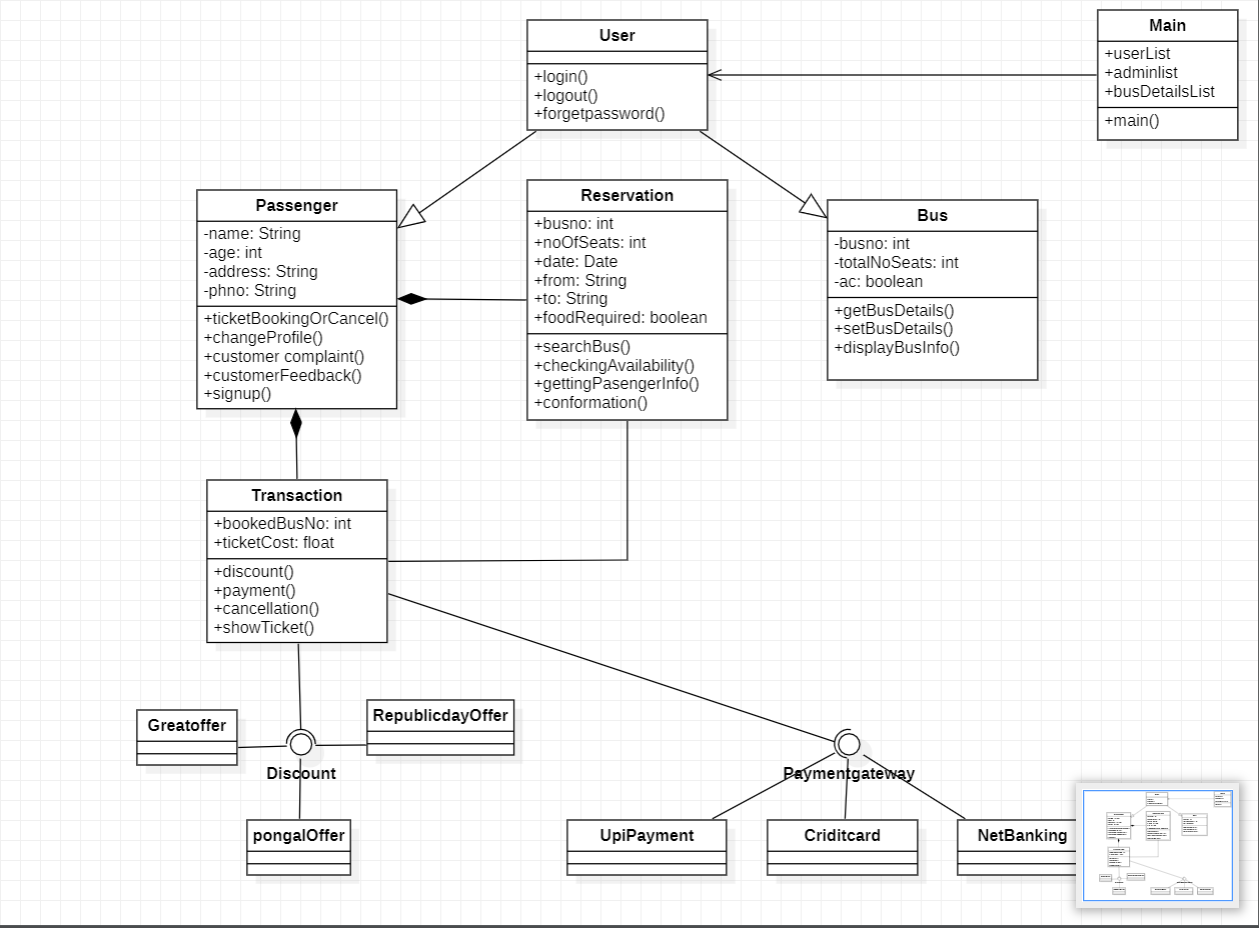 User
+login()
+logout()
+forgetpassword()
Main
+userList
+adminlist
+busDetailsList
+main()
Passenger
-name: String
-age: int
-address: String
-phno: String
+ticketBookingOrCancel()
+changeProfile()
+customer complaint()
+customerFeedback()
+signup()
Reservation
+busno: int
+noOfSeats: int
+date: Date
+from: String
+to: String
+foodRequired: boolean
+searchBus()
+checkingAvailability()
+gettingPasengerInfo()
+conformation()
Bus
-busno: int
-totalNoSeats: int
-ac: boolean
+getBusDetails()
+setBusDetails()
+displayBusInfo()
Transaction
+bookedBusNo: int
+ticketCost: float
+discount()
+payment()
+cancellation()
+showTicket()
Greatoffer
RepublicdayOffer
Discount
pongalOffer
Paymentgateway
UpiPayment
Criditcard
NetBanking